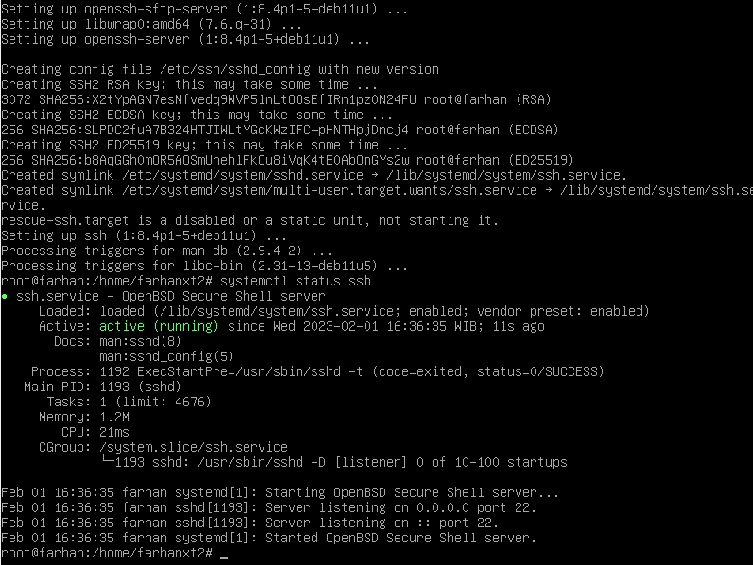 Setting up openssh-sftp-server (1:8.4p1-5+deb11u1) ...
Setting up libwrap0:amd64 (7.6.q-31) ...
Setting up openssh-server (1:8.4p1-5+deb11u1) ...
Creating config file /etc/ssh/sshd_config with new version
Creating SSH2 RSA key; this may take some time ...
3072 root@farhan (RSA)
Creating SSH2 ECDSA key; this may take some time ...
256 root@farhan (ECDSA)
Creating SSH2 ED25519 key; this may take some time ...
256 root@farhan (ED25519)
Created symlink /etc/systemd/system/sshd.service → /lib/systemd/system/ssh.service.
Created symlink /etc/systemd/system/multi-user.target.wants/ssh.service → /lib/systemd/system/ssh.se
rvice.
rescue-ssh.target is a disabled or a static unit, not starting it.
Setting up ssh (1:8.4p1-5+deb11u1) ...
Processing triggers for man-db (2.9.4-2) ...
Processing triggers for libc-bin (2.31-13+deb11u5) ...
root@farhan:/home/farhanxt2# systemctl status ssh
● ssh.service - OpenBSD Secure Shell server
Loaded: loaded (/lib/systemd/system/ssh.service; enabled; vendor preset: enabled)
Active: active (running) since Wed 2023-02-01 16:36:35 WIB; 11s ago
Docs: man:sshd(8)
man:sshd_config(5)
Process: 1192 ExecStartPre=/usr/sbin/sshd -t (code=exited, status=0/SUCCESS)
Main PID: 1193 (sshd)
Tasks: 1 (limit: 4676)
Memory: 1.2M
CPU: 21ms
CGroup: /system.slice/ssh.service
└─1193 sshd: /usr/sbin/sshd -D [listener] 0 of 10-100 startups
Feb 01 16:36:35 farhan systemd[1]: Starting OpenBSD Secure Shell server...
Feb 01 16:36:35 farhan sshd[1193]: Server listening on 0.0.0.0 port 22.
Feb 01 16:36:35 farhan sshd[1193]: Server listening on :: port 22.
Feb 01 16:36:35 farhan systemd[1]: Started OpenBSD Secure Shell server.
root@farhan:/home/farhanxt2# _